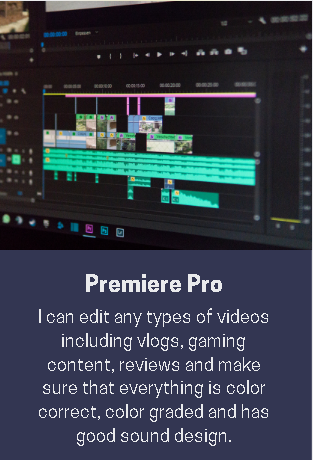 Premiere Pro
I can edit any types of videos
including vlogs, gaming
content, reviews and make
sure that everything is color
correct, color graded and has
good sound design.